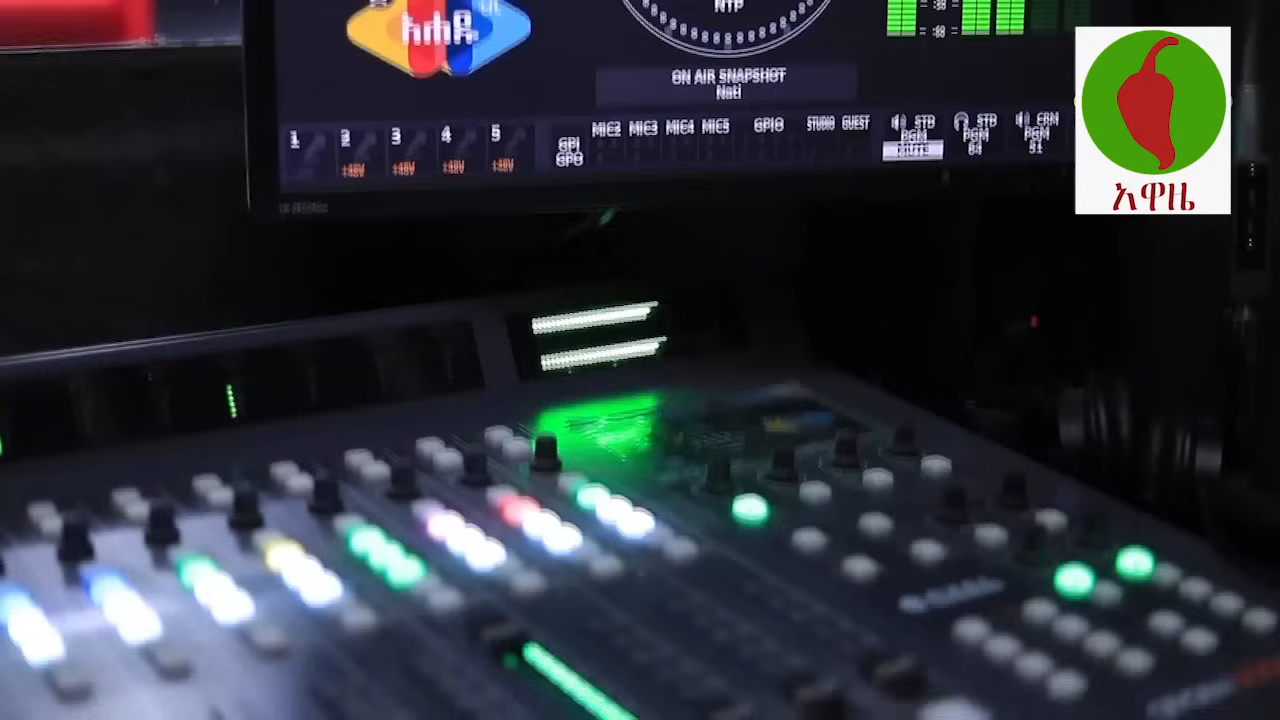 አሐዱ
NTP
ON AIR SNAPSHOT
Nati
1 2 3 4 5
+48V +48V +48V +48V
GPI
GPO
MIC2 MIC3 MIC4 MIC5 GPIO STUDIO GUEST
STB STB CRM
PGM PGM PGM
MUTE 64 51
አዋዜ